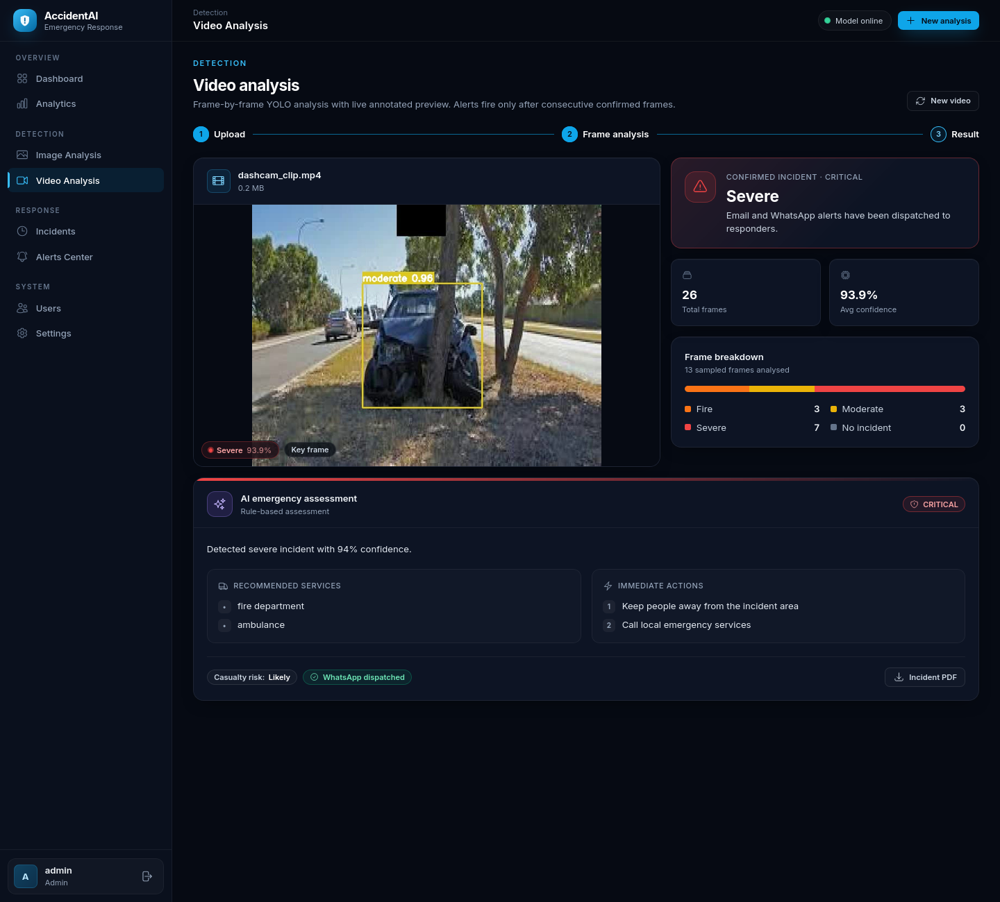 AccidentAI
Emergency Response
OVERVIEW
Dashboard
Analytics
DETECTION
Image Analysis
Video Analysis
RESPONSE
Incidents
Alerts Center
SYSTEM
Users
Settings
A
admin
Admin
Detection
Video Analysis
Model online
New analysis
DETECTION
Video analysis
Frame-by-frame YOLO analysis with live annotated preview. Alerts fire only after consecutive confirmed frames.
New video
1 Upload
2 Frame analysis
3 Result
dashcam_clip.mp4
0.2 MB
moderate 0.96
Severe 93.9%
Key frame
CONFIRMED INCIDENT · CRITICAL
Severe
Email and WhatsApp alerts have been dispatched to
responders.
26
Total frames
93.9%
Avg confidence
Frame breakdown
13 sampled frames analysed
Fire 3
Moderate 3
Severe 7
No incident 0
AI emergency assessment
Rule-based assessment
CRITICAL
Detected severe incident with 94% confidence.
RECOMMENDED SERVICES
• fire department
• ambulance
IMMEDIATE ACTIONS
1 Keep people away from the incident area
2 Call local emergency services
Casualty risk: Likely
WhatsApp dispatched
Incident PDF